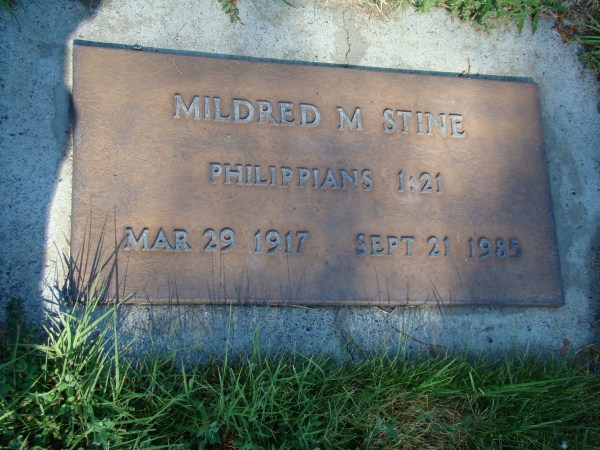 MILDRED M STINE
PHILIPPIANS 1:21
MAR 29 1917 SEPT 21 1985